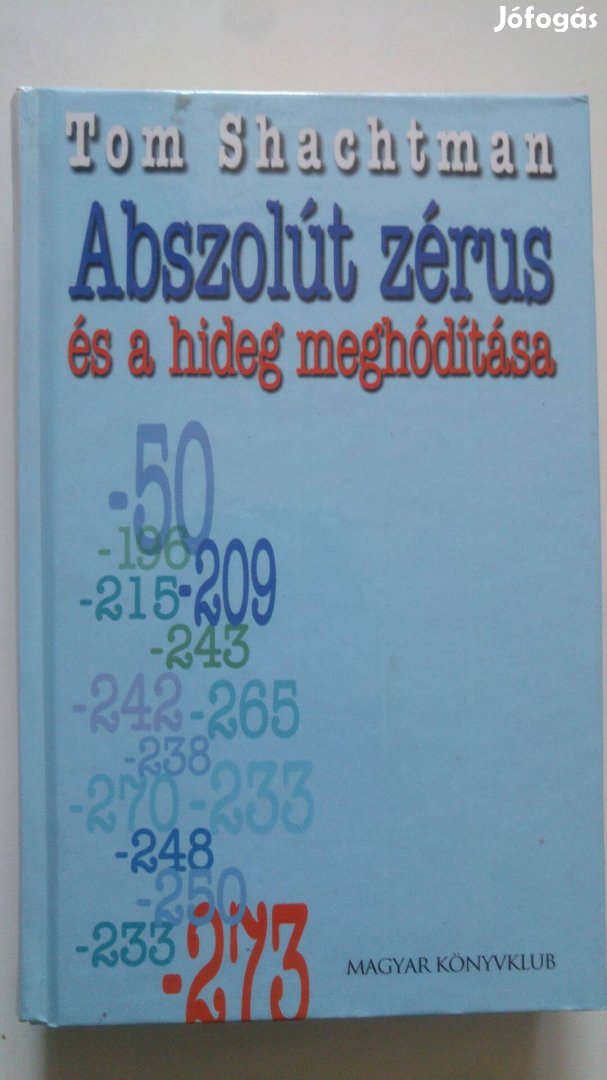 Jófogás
Tom Shachtman
Abszolút zérus
és a hideg meghódítása
-50
-196
-215 -209
-243
-242 -265
-238
-270 -233
-248
-250
-233
-273
MAGYAR KÖNYVKLUB